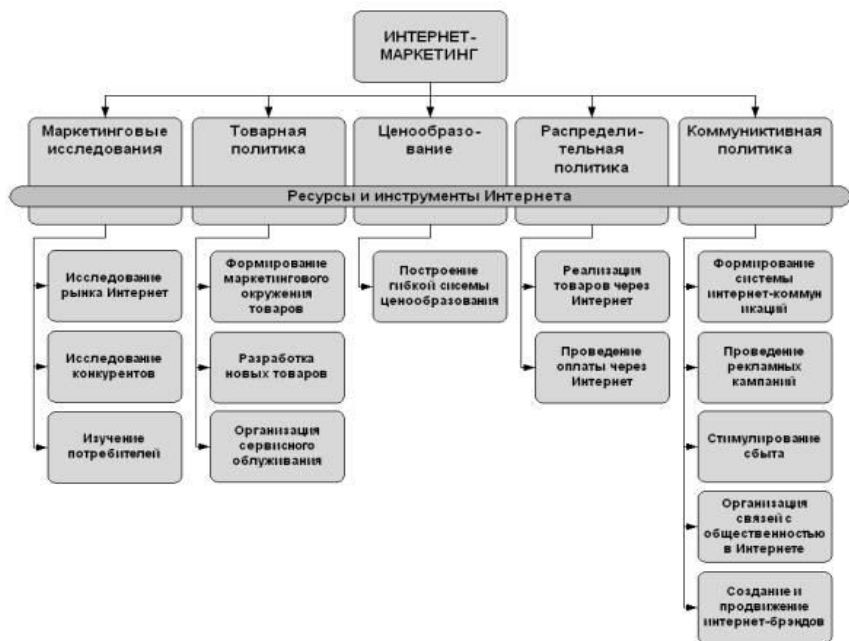 ИНТЕРНЕТ-
МАРКЕТИНГ
Маркетинговые
исследования
Товарная
политика
Ценообразо-
вание
Распредели-
тельная
политика
Коммуниктивная
политика
Ресурсы и инструменты Интернета
Исследование
рынка Интернет
Исследование
конкурентов
Изучение
потребителей
Формирование
маркетингового
окружения
товаров
Разработка
новых товаров
Организация
сервисного
облуживания
Построение
гибкой сисемы
ценообразования
Реализация
товаров через
Интернет
Проведение
оплаты через
Интернет
Формирование
системы
интернет-коммун
икаций
Проведение
рекламных
кампаний
Стимулирование
сбыта
Организация
связей с
общественностью
в Интернете
Создание и
продвижение
интернет-брэндов